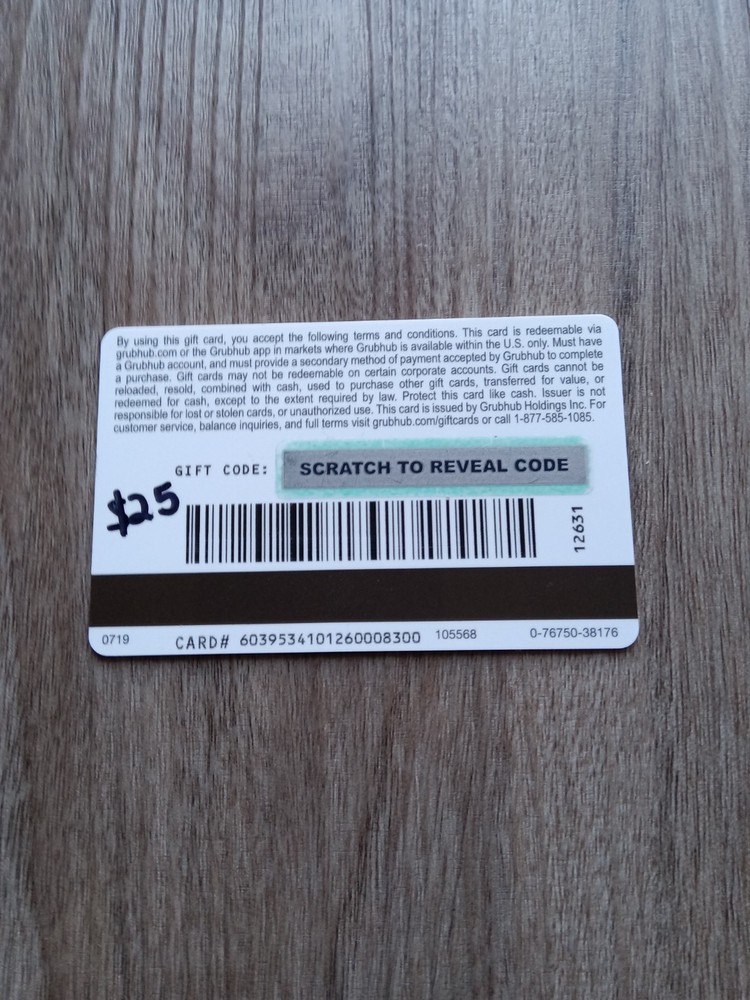 By using this gift card, you accept the following terms and conditions. This card is redeemable via
grubhub.com or the Grubhub app in markets where Grubhub is available within the U.S. only. Must have
a Grubhub account, and must provide a secondary method of payment accepted by Grubhub to complete
a purchase. Gift cards may not be redeemable on certain corporate accounts. Gift cards cannot be
reloaded, resold, combined with cash, used to purchase other gift cards, transferred for value, or
redeemed for cash, except to the extent required by law. Protect this card like cash. Issuer is not
responsible for lost or stolen cards, or unauthorized use. This card is issued by Grubhub Holdings Inc. For
customer service, balance inquiries, and full terms visit grubhub.com/giftcards or call 1-877-585-1085.
GIFT CODE: SCRATCH TO REVEAL CODE
$25
12631
0719 CARD# 6039534101260008300 105568 0-76750-38176